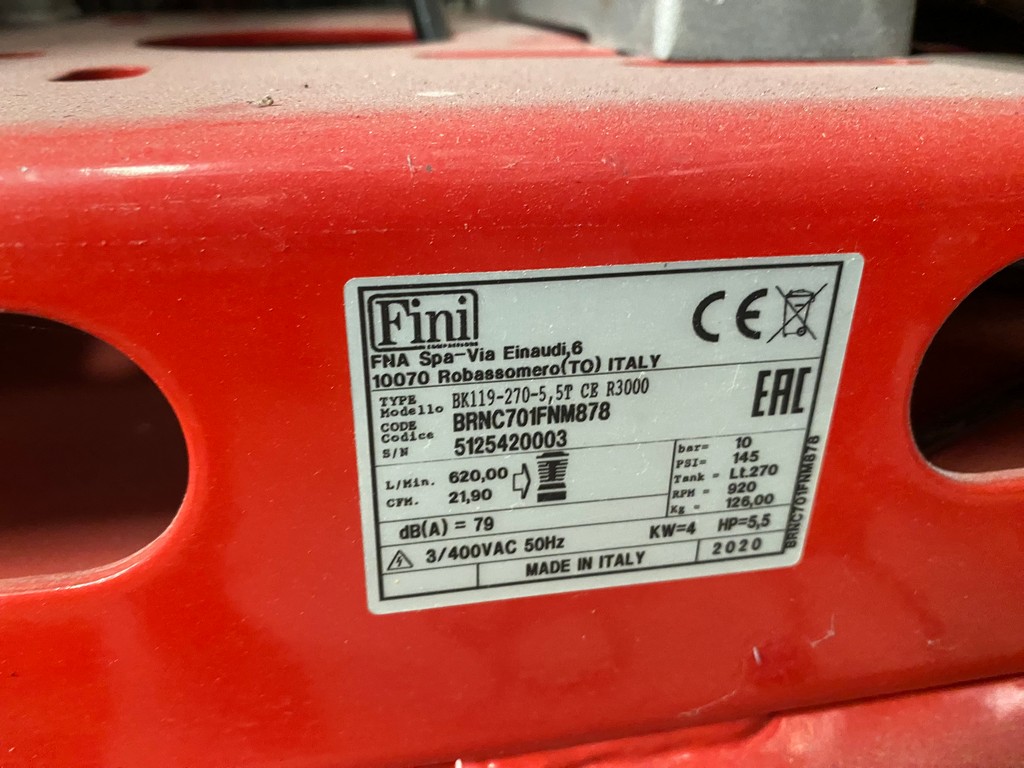 Fini
COMPRESSORS
FNA Spa-Via Einaudi,6
10070 Robassomero(TO) ITALY
CE
TYPE
Modello BK119-270-5,5T CE R3000
CODE
Codice BRNC701FNM878
S/N 5125420003
EAC
L/Min. 620,00
CFM. 21,90
bar= 10
PSI= 145
Tank = Lt.270
RPM = 920
Kg = 126,00
dB(A) = 79
KW=4 HP=5,5
3/400VAC 50Hz
MADE IN ITALY
2020
BRNC701FNM878